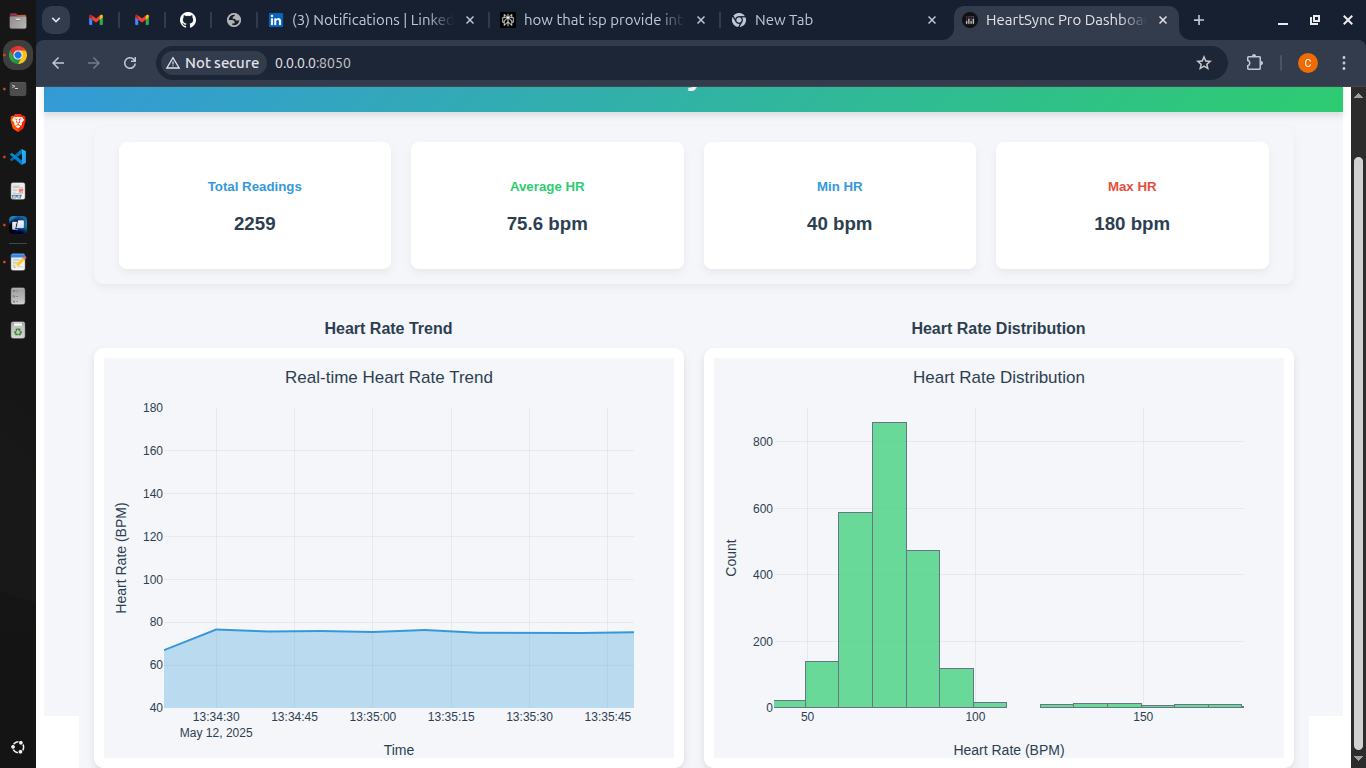 (3) Notifications | Linked
how that isp provide int
New Tab
HeartSync Pro Dashboa
Not secure
0.0.0.0:8050
C
Total Readings
2259
Average HR
75.6 bpm
Min HR
40 bpm
Max HR
180 bpm
Heart Rate Trend
Real-time Heart Rate Trend
Heart Rate (BPM)
180
160
140
120
100
80
60
40
13:34:30
13:34:45
13:35:00
13:35:15
13:35:30
13:35:45
May 12, 2025
Time
Heart Rate Distribution
Heart Rate Distribution
Count
800
600
400
200
0
50
100
150
Heart Rate (BPM)